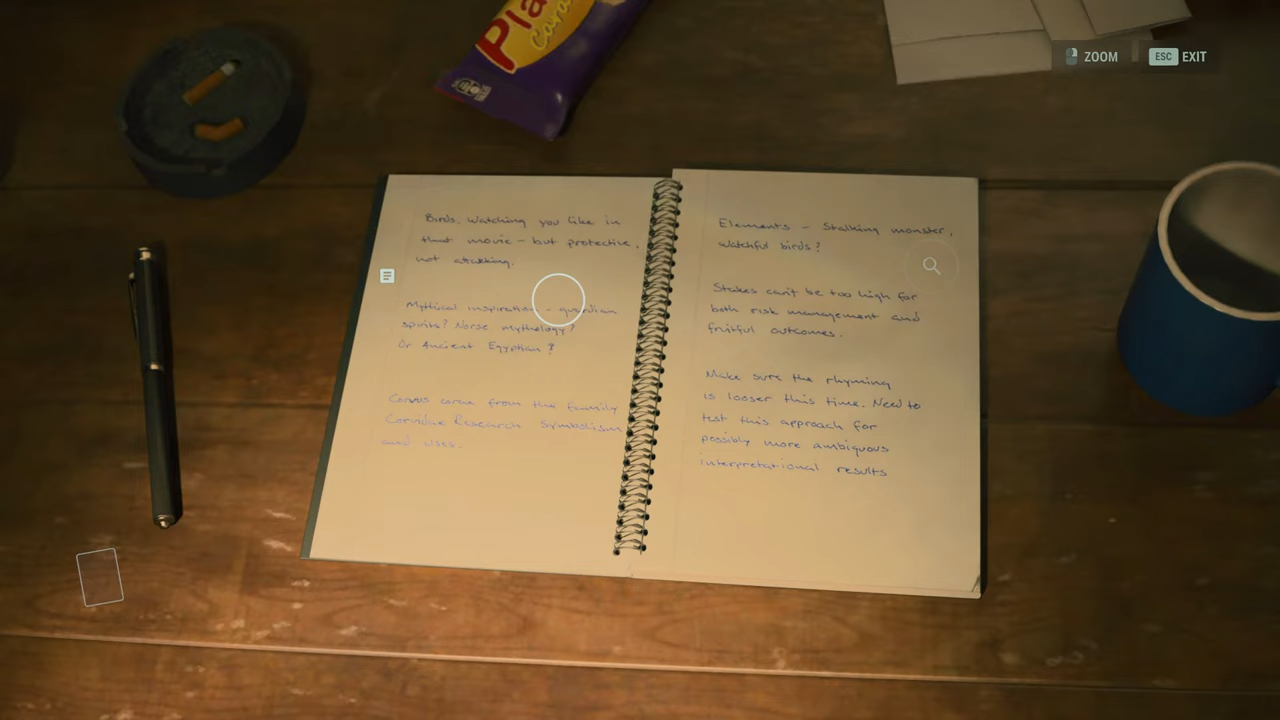 Pla
Cara
ZOOM
ESC EXIT
Birds. Watching you like in
that movie - but protective,
not attacking.
Mythical inspiration - guardian
spirits? Norse mythology?
Or Ancient Egyptian?
Corvids come from the family
Corvidae Research Symbolism
and uses.
Elements - Stalking monster,
watchful birds?
Stakes can't be too high for
both risk management and
fruitful outcomes.
Make sure the rhyming
is looser this time. Need to
test this approach for
possibly more ambiguous
interpretational results